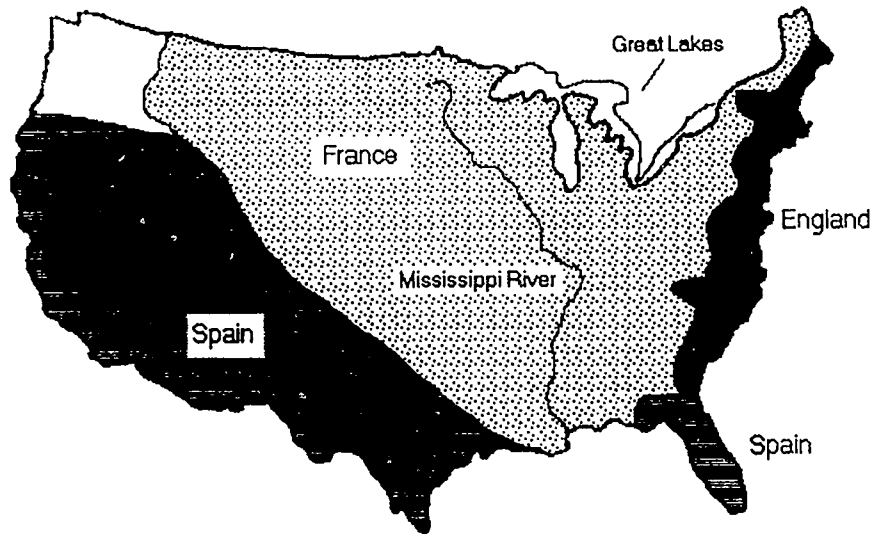 Great Lakes
France
England
Mississippi River
Spain
Spain